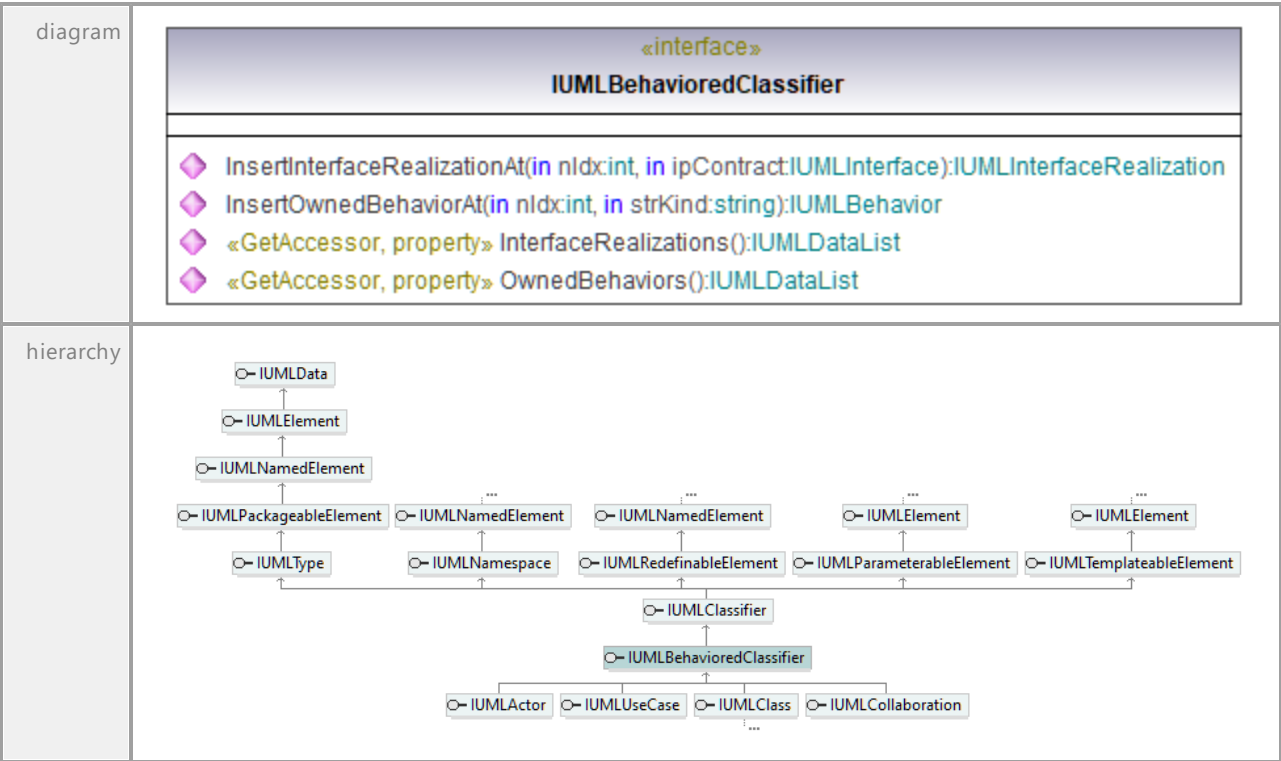 diagram
«interface»
IUMLBehavioredClassifier
InsertInterfaceRealizationAt(in nIdx:int, in ipContract:IUMLInterface):IUMLInterfaceRealization
InsertOwnedBehaviorAt(in nIdx:int, in strKind:string):IUMLBehavior
«GetAccessor, property» InterfaceRealizations():IUMLDataList
«GetAccessor, property» OwnedBehaviors():IUMLDataList
hierarchy
IUMLData
IUMLElement
IUMLNamedElement
... ... ... ...
IUMLPackageableElement IUMLNamedElement IUMLNamedElement IUMLElement IUMLElement
IUMLType IUMLNamespace IUMLRedefinableElement IUMLParameterableElement IUMLTemplateableElement
IUMLClassifier
IUMLBehavioredClassifier
IUMLActor IUMLUseCase IUMLClass IUMLCollaboration
...